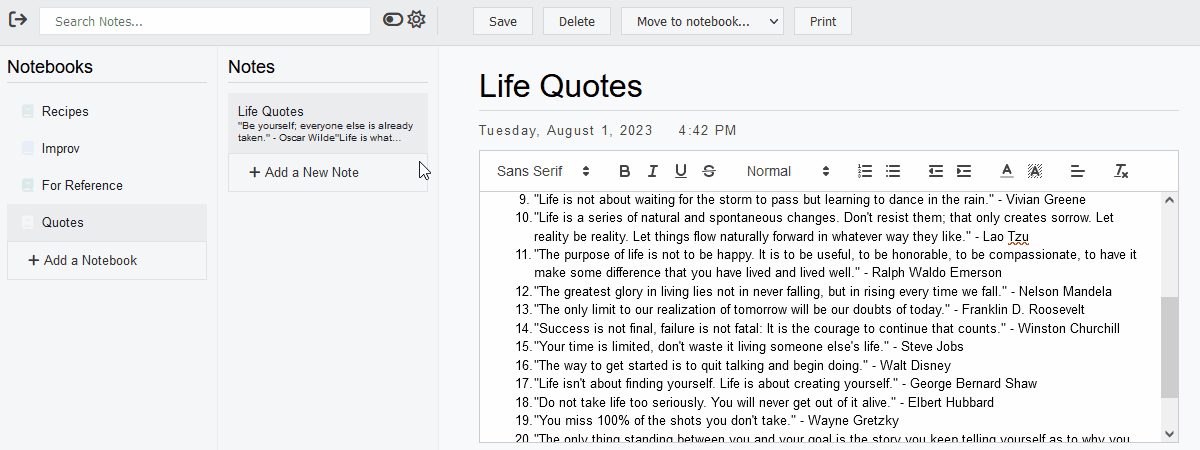 Search Notes...
Save
Delete
Move to notebook...
Print
Notebooks
Recipes
Improv
For Reference
Quotes
+ Add a Notebook
Notes
Life Quotes
"Be yourself; everyone else is already
taken." - Oscar Wilde"Life is what...
+ Add a New Note
Life Quotes
Tuesday, August 1, 2023 4:42 PM
Sans Serif
B I U S
Normal
A A
Tx
9. "Life is not about waiting for the storm to pass but learning to dance in the rain." - Vivian Greene
10. "Life is a series of natural and spontaneous changes. Don't resist them; that only creates sorrow. Let
reality be reality. Let things flow naturally forward in whatever way they like." - Lao Tzu
11. "The purpose of life is not to be happy. It is to be useful, to be honorable, to be compassionate, to have it
make some difference that you have lived and lived well." - Ralph Waldo Emerson
12. "The greatest glory in living lies not in never falling, but in rising every time we fall." - Nelson Mandela
13. "The only limit to our realization of tomorrow will be our doubts of today." - Franklin D. Roosevelt
14. "Success is not final, failure is not fatal: It is the courage to continue that counts." - Winston Churchill
15. "Your time is limited, don't waste it living someone else's life." - Steve Jobs
16. "The way to get started is to quit talking and begin doing." - Walt Disney
17. "Life isn't about finding yourself. Life is about creating yourself." - George Bernard Shaw
18. "Do not take life too seriously. You will never get out of it alive." - Elbert Hubbard
19. "You miss 100% of the shots you don't take." - Wayne Gretzky
20. "The only thing standing between you and your goal is the story you keep telling yourself as to why you